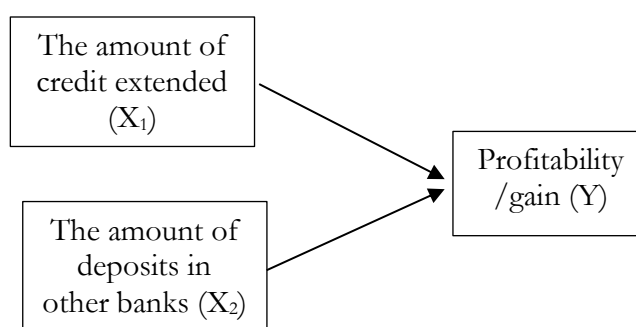 The amount of
credit extended
(X₁)
Profitability
/gain (Y)
The amount of
deposits in
other banks (X₂)